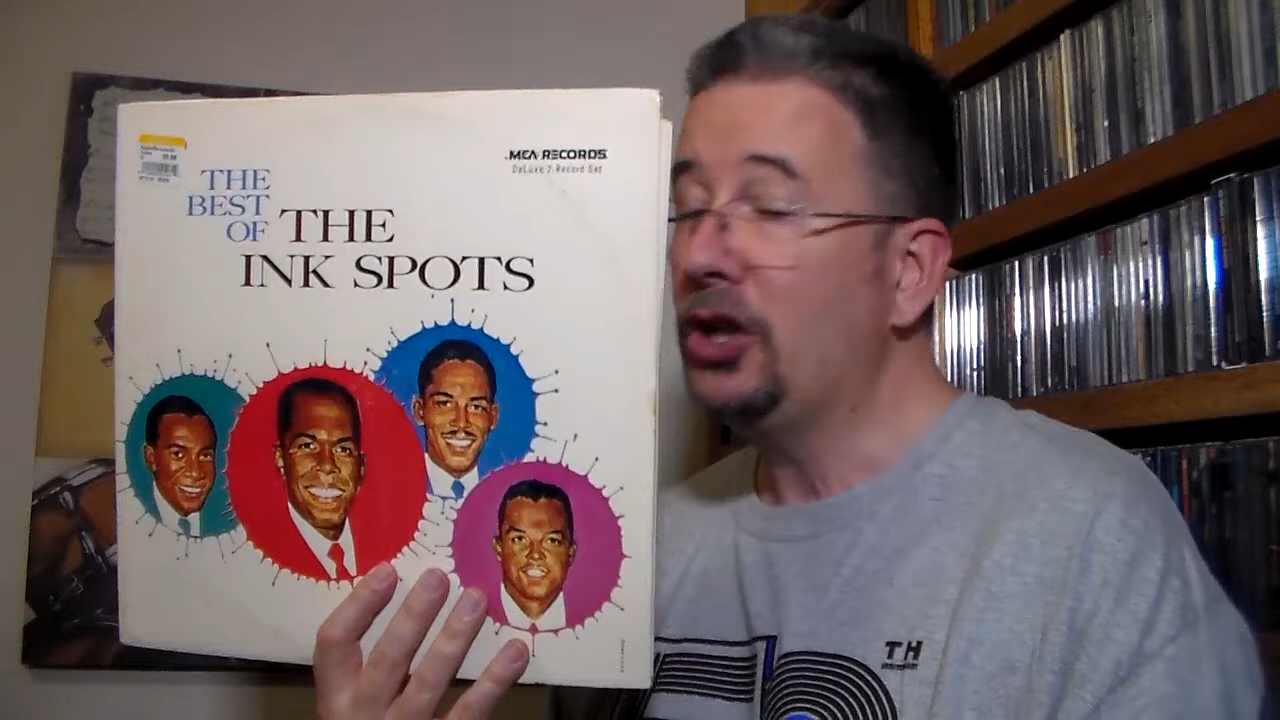 MCA RECORDS
DeLuxe 2 Record Set
THE
BEST
OF THE
INK SPOTS
TH